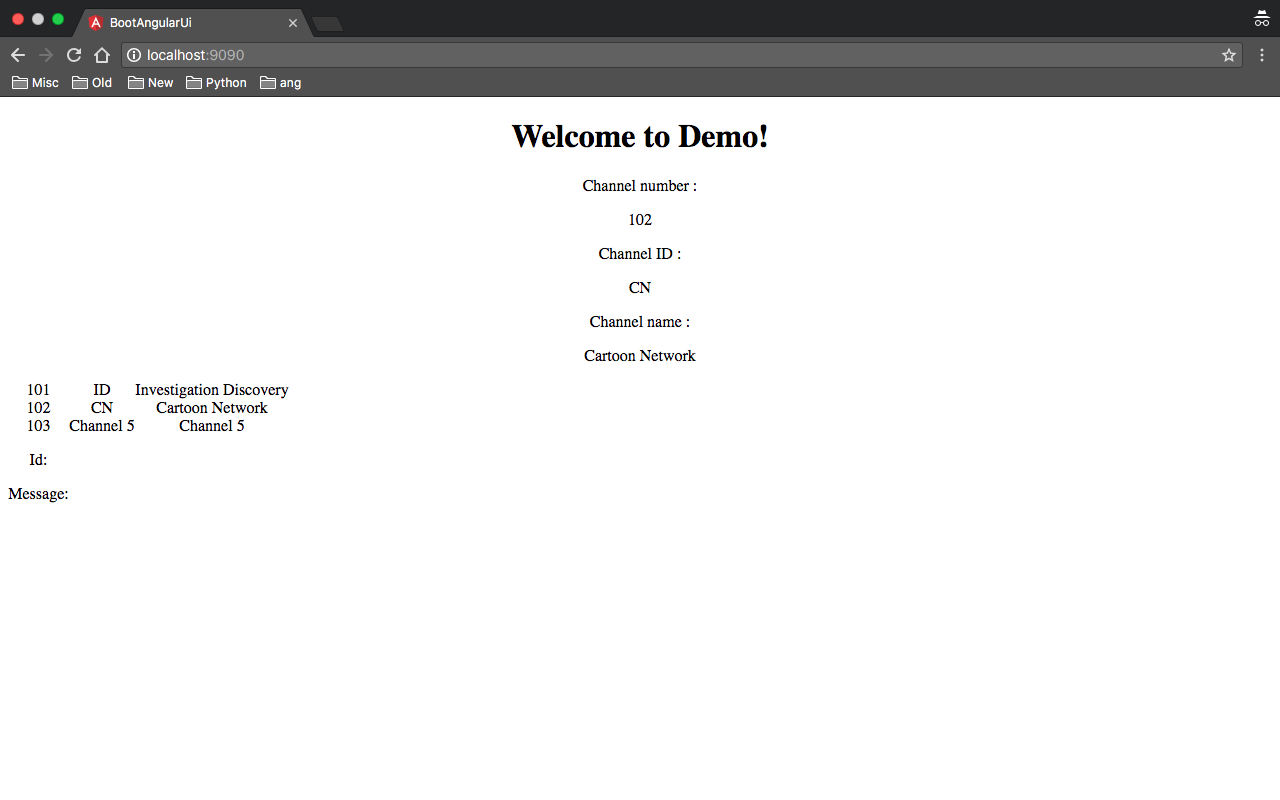 BootAngularUi
localhost:9090
Misc Old New Python ang
Welcome to Demo!
Channel number :
102
Channel ID :
CN
Channel name :
Cartoon Network
101 ID Investigation Discovery
102 CN Cartoon Network
103 Channel 5 Channel 5
Id:
Message: